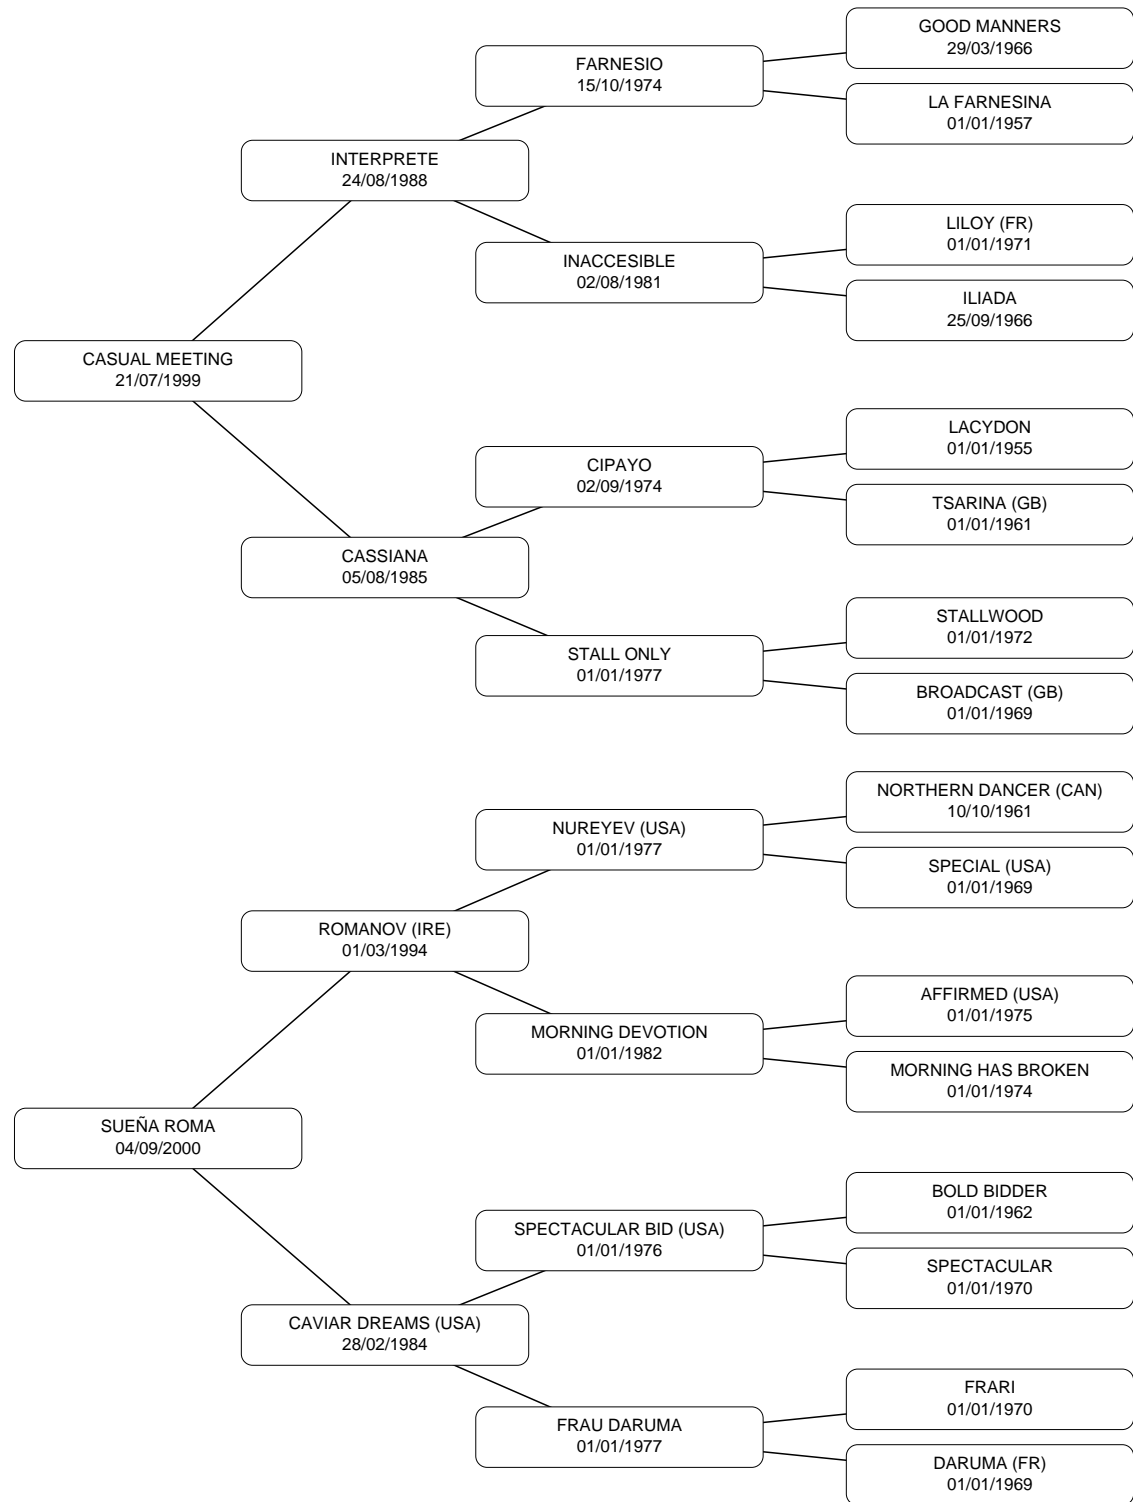 GOOD MANNERS
29/03/1966
FARNESIO
15/10/1974
LA FARNESINA
01/01/1957
INTERPRETE
24/08/1988
LILOY (FR)
01/01/1971
INACCESIBLE
02/08/1981
ILIADA
25/09/1966
CASUAL MEETING
21/07/1999
LACYDON
01/01/1955
CIPAYO
02/09/1974
TSARINA (GB)
01/01/1961
CASSIANA
05/08/1985
STALLWOOD
01/01/1972
STALL ONLY
01/01/1977
BROADCAST (GB)
01/01/1969
NORTHERN DANCER (CAN)
10/10/1961
NUREYEV (USA)
01/01/1977
SPECIAL (USA)
01/01/1969
ROMANOV (IRE)
01/03/1994
AFFIRMED (USA)
01/01/1975
MORNING DEVOTION
01/01/1982
MORNING HAS BROKEN
01/01/1974
SUEÑA ROMA
04/09/2000
BOLD BIDDER
01/01/1962
SPECTACULAR BID (USA)
01/01/1976
SPECTACULAR
01/01/1970
CAVIAR DREAMS (USA)
28/02/1984
FRARI
01/01/1970
FRAU DARUMA
01/01/1977
DARUMA (FR)
01/01/1969